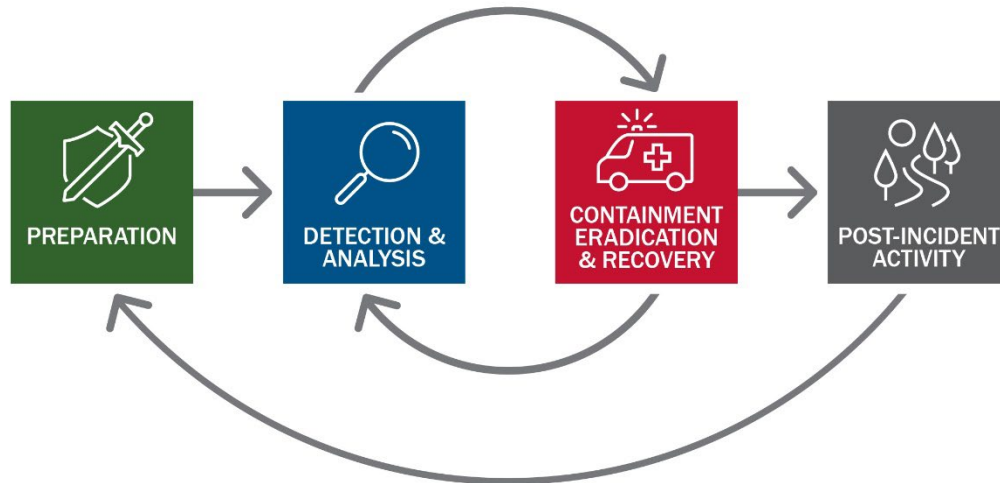 PREPARATION
DETECTION &
ANALYSIS
CONTAINMENT
ERADICATION
& RECOVERY
POST-INCIDENT
ACTIVITY